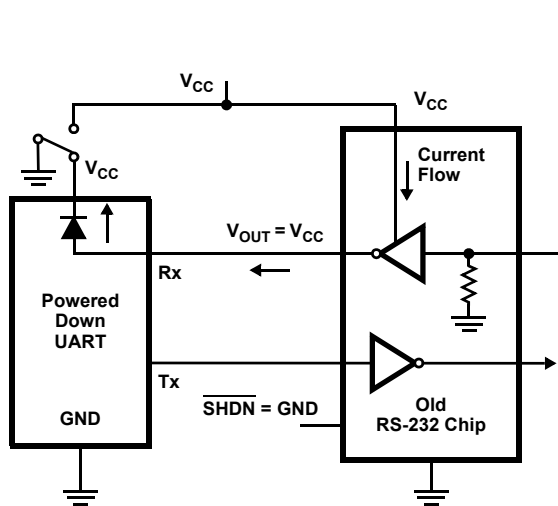 VCC
VCC
VCC
Current
Flow
VOUT = VCC
Rx
Powered
Down
UART
Tx
SHDN = GND
GND
Old
RS-232 Chip